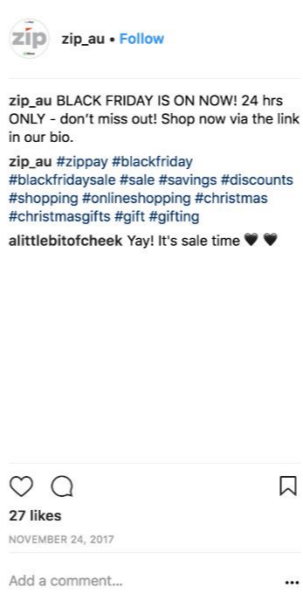 zip
zip_au • Follow
zip_au BLACK FRIDAY IS ON NOW! 24 hrs
ONLY - don't miss out! Shop now via the link
in our bio.
zip_au #zippay #blackfriday
#blackfridaysale #sale #savings #discounts
#shopping #onlineshopping #christmas
#christmasgifts #gift #gifting
alittlebitofcheek Yay! It's sale time 🖤 🖤
27 likes
NOVEMBER 24, 2017
Add a comment...